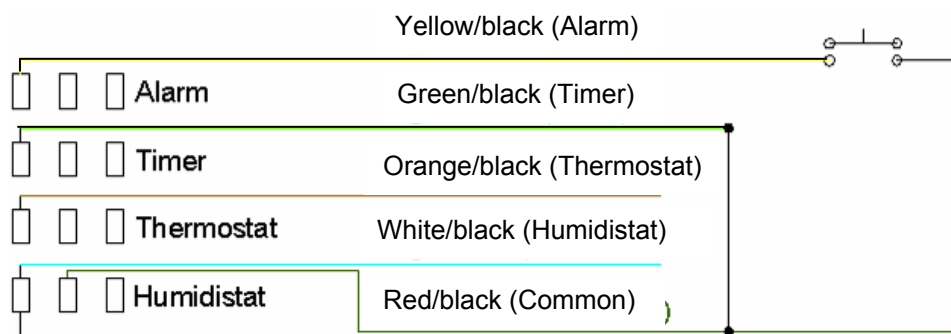 Yellow/black (Alarm)
Alarm
Green/black (Timer)
Timer
Orange/black (Thermostat)
Thermostat
White/black (Humidistat)
Humidistat
Red/black (Common)
)